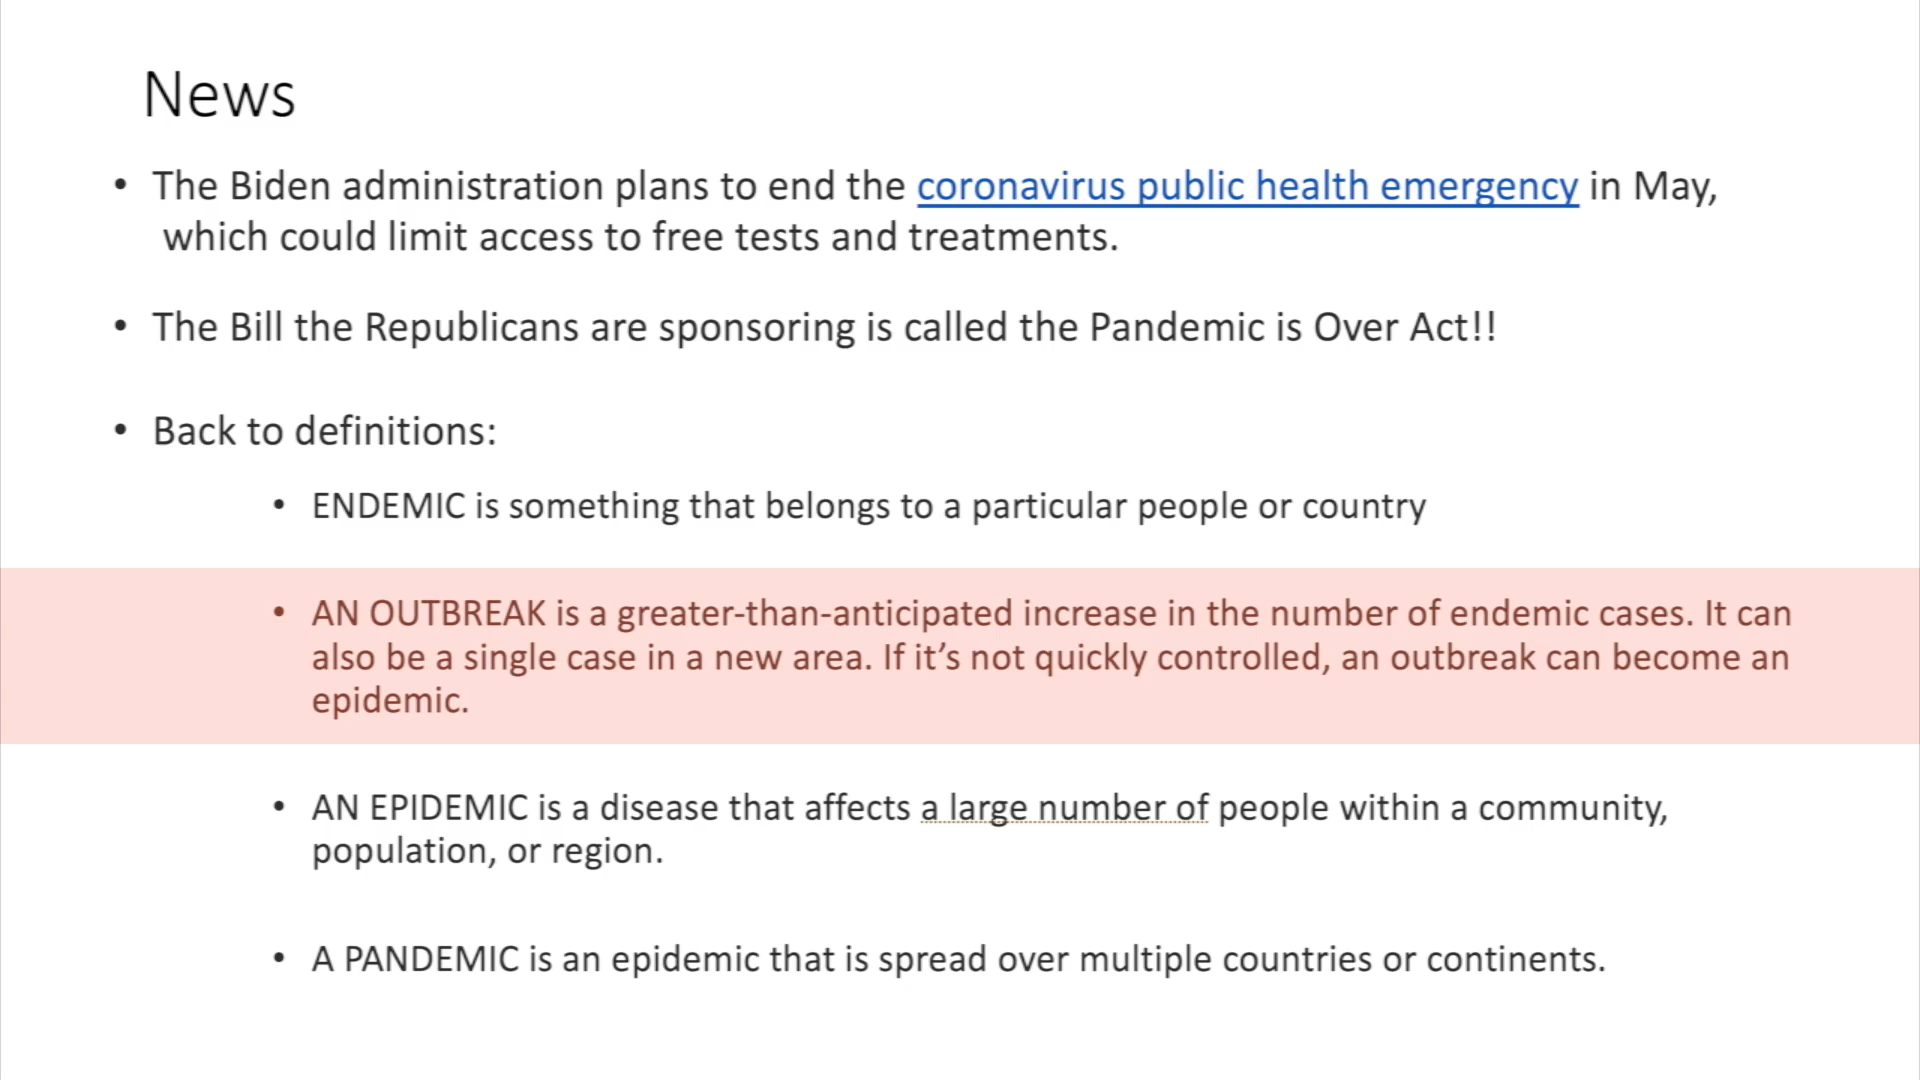 News
• The Biden administration plans to end the coronavirus public health emergency in May,
which could limit access to free tests and treatments.
• The Bill the Republicans are sponsoring is called the Pandemic is Over Act!!
• Back to definitions:
• ENDEMIC is something that belongs to a particular people or country
• AN OUTBREAK is a greater-than-anticipated increase in the number of endemic cases. It can
also be a single case in a new area. If it’s not quickly controlled, an outbreak can become an
epidemic.
• AN EPIDEMIC is a disease that affects a large number of people within a community,
population, or region.
• A PANDEMIC is an epidemic that is spread over multiple countries or continents.